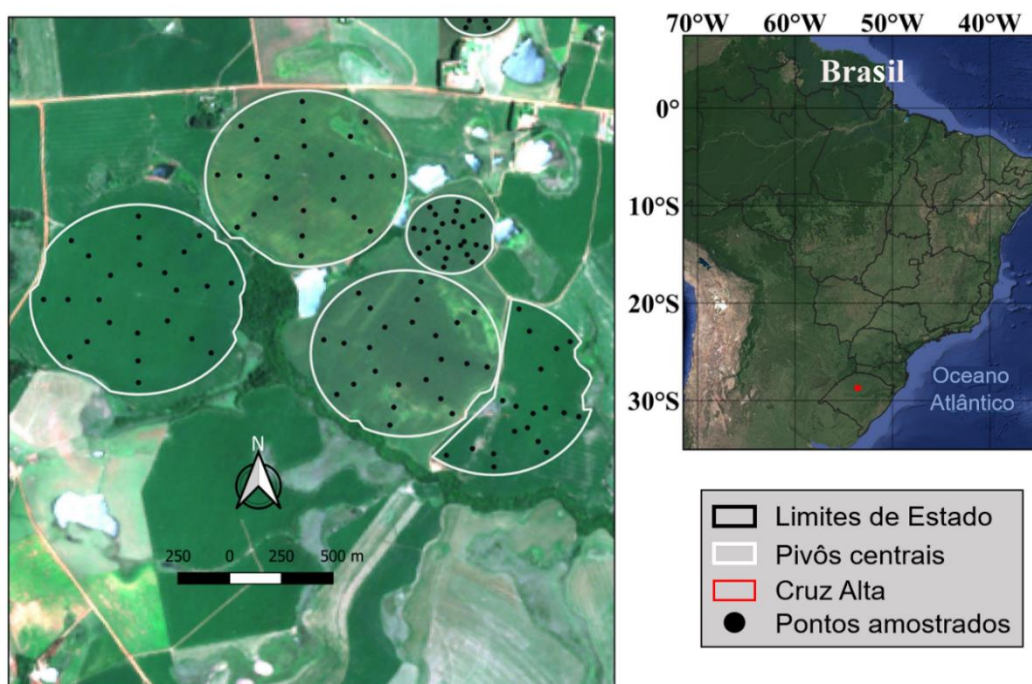 N
250 0 250 500 m
70°W 60°W 50°W 40°W
Brasil
0°
10°S
20°S
30°S
Oceano
Atlântico
Limites de Estado
Pivôs centrais
Cruz Alta
Pontos amostrados